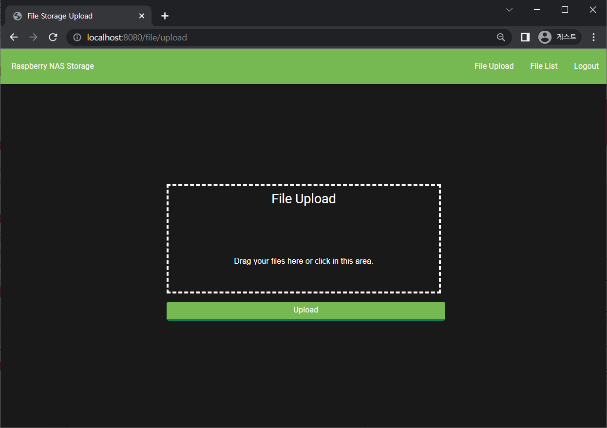 File Storage Upload
localhost:8080/file/upload
게스트
Raspberry NAS Storage
File Upload
File List
Logout
File Upload
Drag your files here or click in this area.
Upload